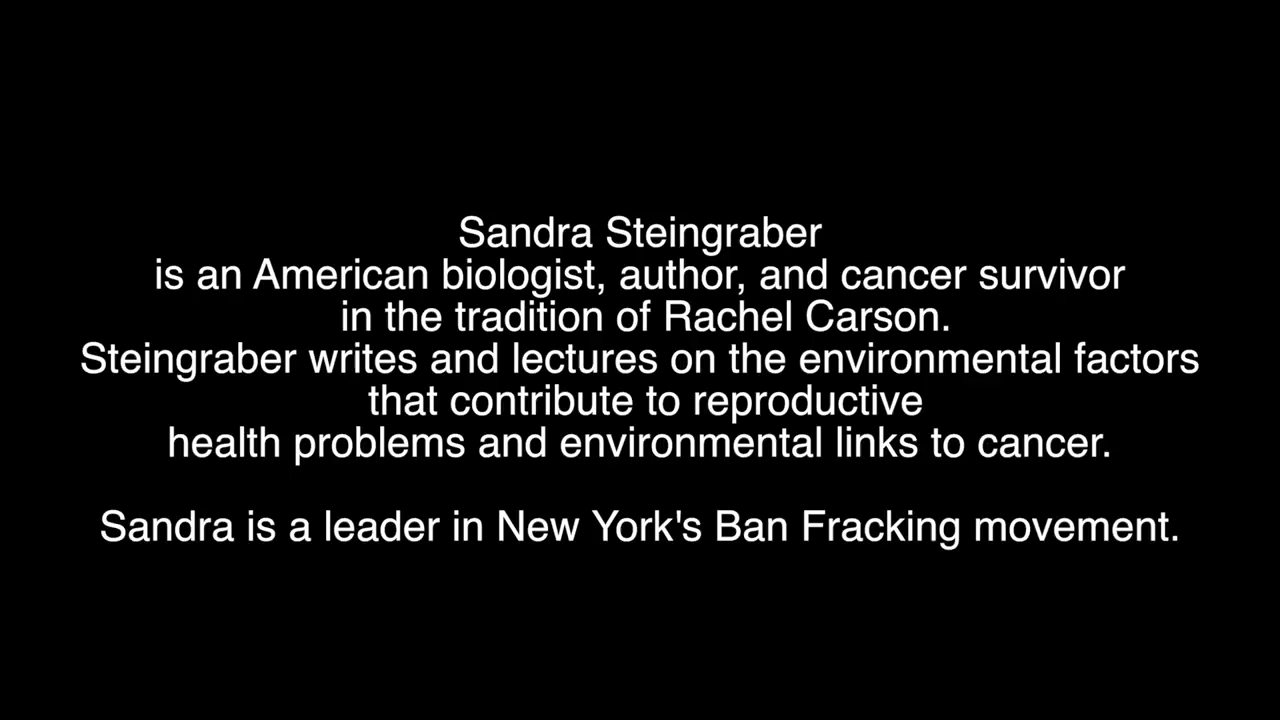 Sandra Steingraber
is an American biologist, author, and cancer survivor
in the tradition of Rachel Carson.
Steingraber writes and lectures on the environmental factors
that contribute to reproductive
health problems and environmental links to cancer.
Sandra is a leader in New York's Ban Fracking movement.